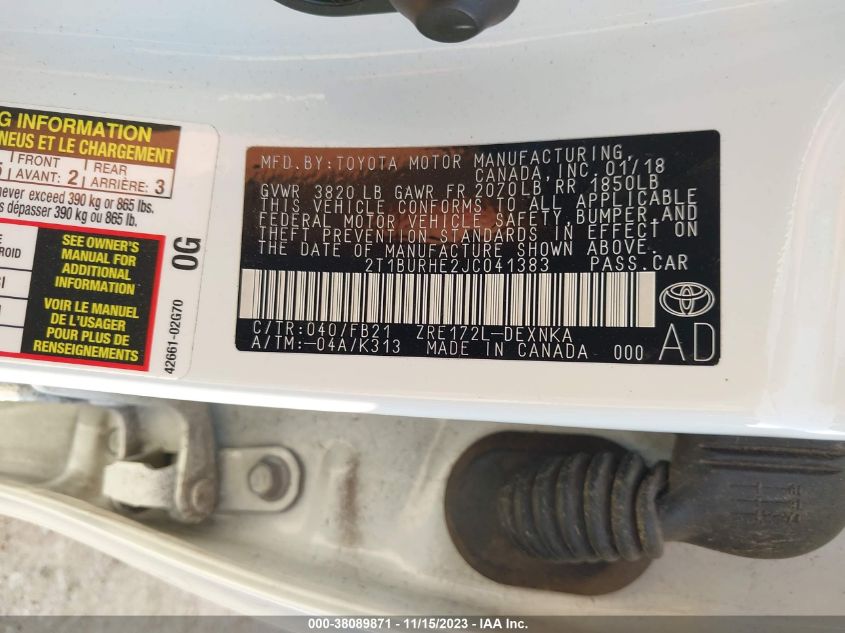 G INFORMATION
NEUS ET LE CHARGEMENT
5 FRONT REAR
AVANT: 2 ARRIÈRE: 3
never exceed 390 kg or 865 lbs.
dépasser 390 kg ou 865 lb.
SEE OWNER'S
MANUAL FOR
ADDITIONAL
INFORMATION
VOIR LE MANUEL
DE L'USAGER
POUR PLUS DE
RENSEIGNEMENTS
0G
42661-02G70
MFD.BY:TOYOTA MOTOR MANUFACTURING,
CANADA,INC. 01/18
GVWR 3820LB GAWR FR 2070LB, RR 1850LB
THIS VEHICLE CONFORMS TO ALL APPLICABLE
FEDERAL MOTOR VEHICLE SAFETY, BUMPER, AND
THEFT PREVENTION STANDARDS IN EFFECT ON
THE DATE OF MANUFACTURE SHOWN ABOVE.
2T1BURHE2JC041383 PASS.CAR
C/TR:040/FB21 ZRE172L-DEXNKA
A/TM:-04A/K313 MADE IN CANADA 000 AD
000-38089871 - 11/15/2023 - IAA Inc.